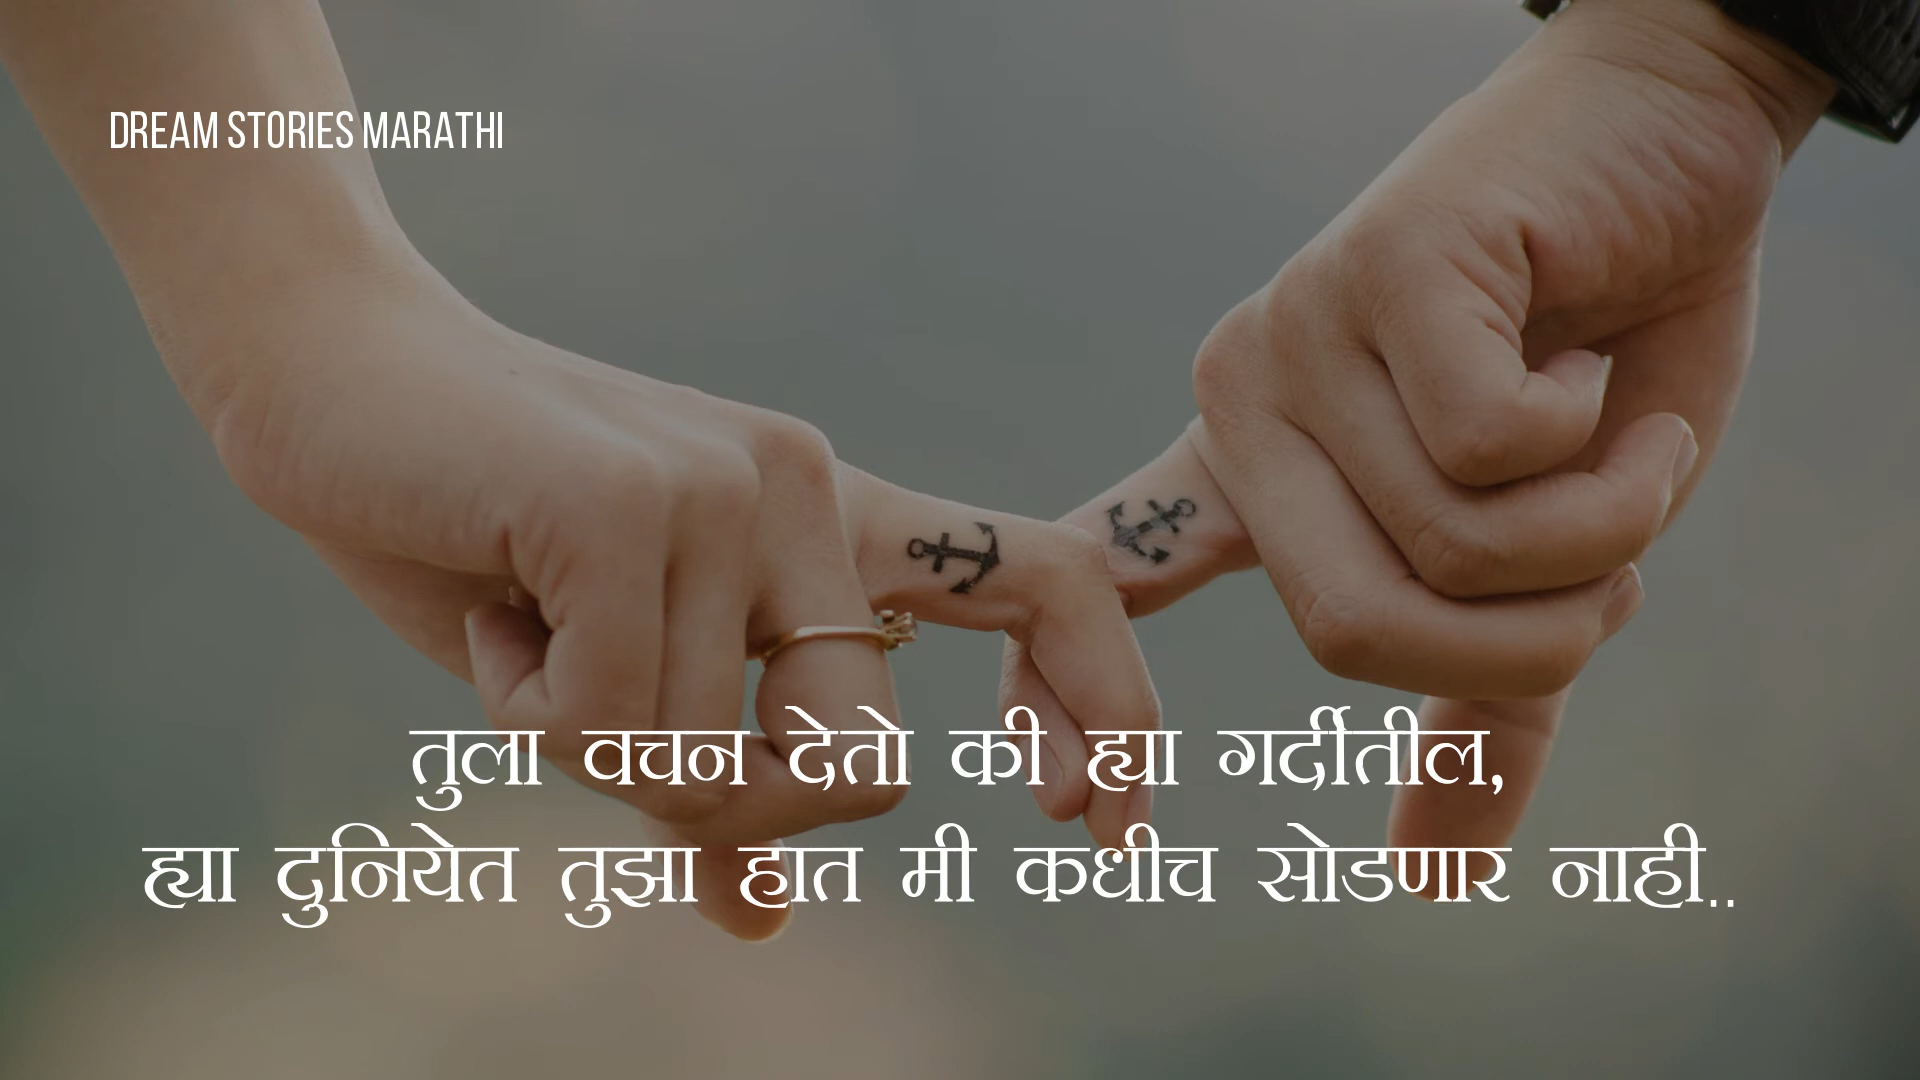 DREAM STORIES MARATHI
तुला वचन देतो की ह्या गर्दीतील,
ह्या दुनियेत तुझा हात मी कधीच सोडणार नाही..